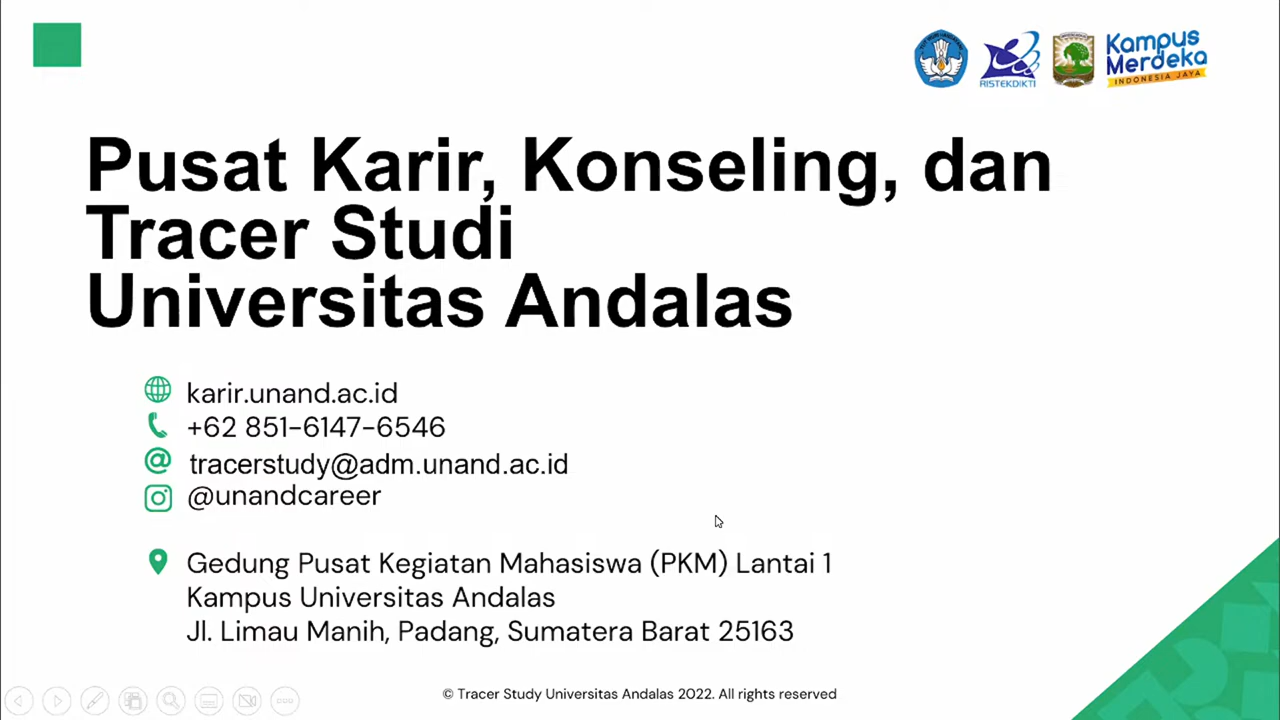 RISTEKDIKTI
Kampus
Merdeka
INDONESIA JAYA
Pusat Karir, Konseling, dan
Tracer Studi
Universitas Andalas
karir.unand.ac.id
+62 851-6147-6546
tracerstudy@adm.unand.ac.id
@unandcareer
Gedung Pusat Kegiatan Mahasiswa (PKM) Lantai 1
Kampus Universitas Andalas
Jl. Limau Manih, Padang, Sumatera Barat 25163
© Tracer Study Universitas Andalas 2022. All rights reserved